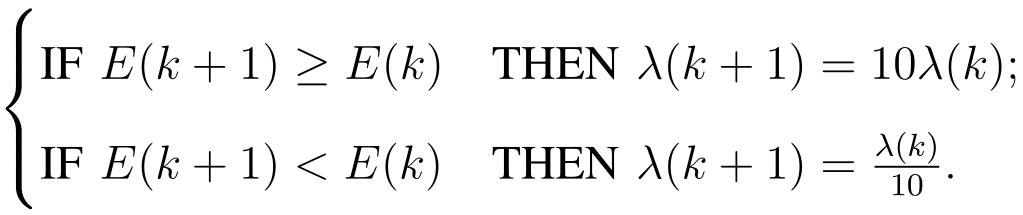 IF E(k + 1) ≥ E(k) THEN λ(k + 1) = 10λ(k);
IF E(k + 1) < E(k) THEN λ(k + 1) = λ(k)/10.